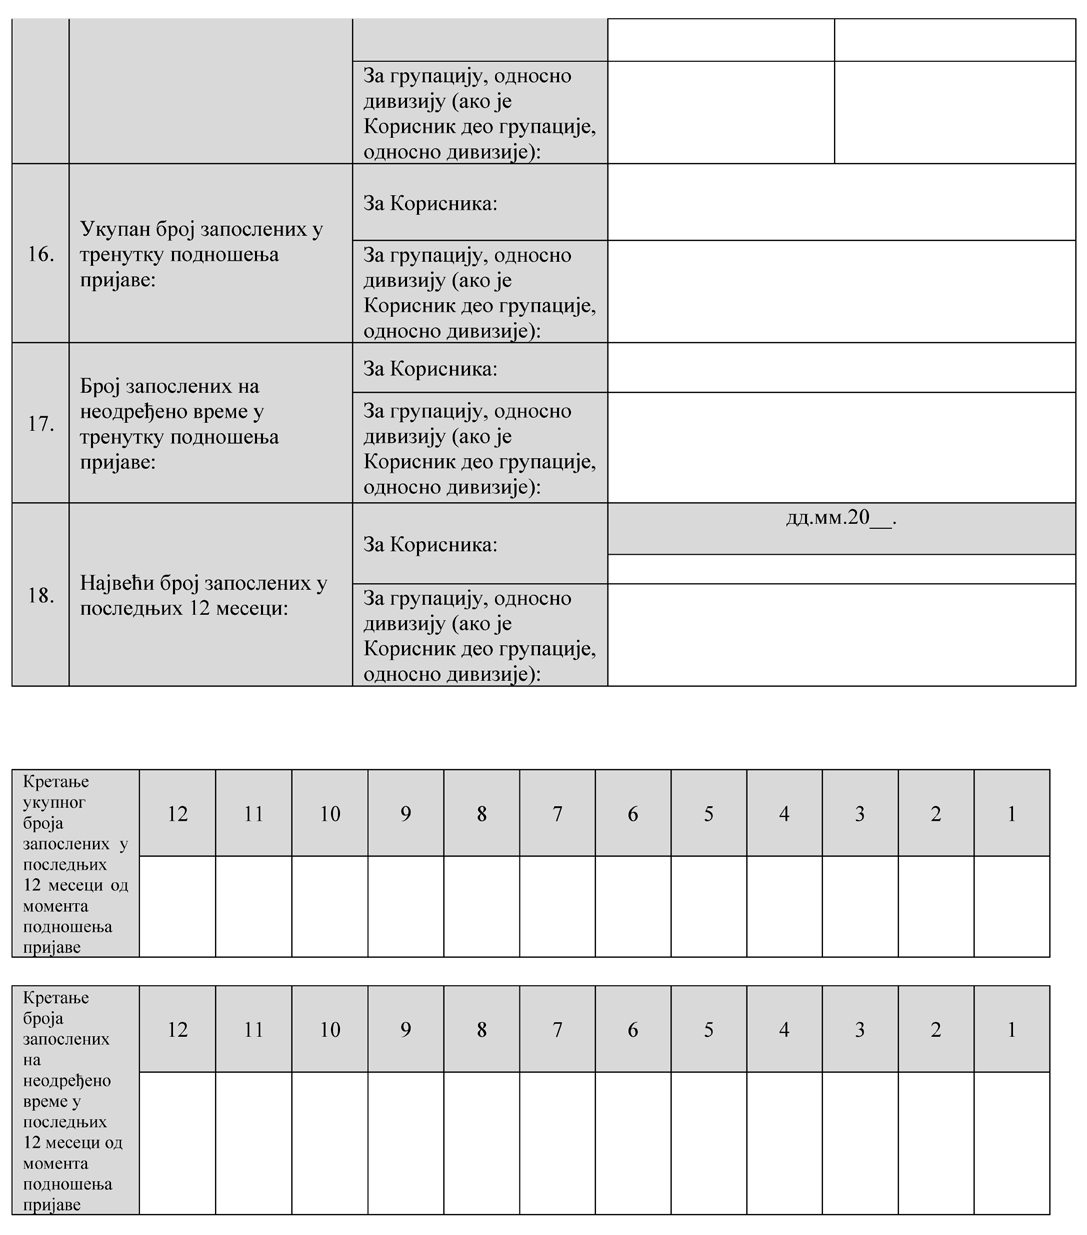 За групацију, односно
дивизију (ако је
Корисник део групације,
односно дивизије):
16.
Укупан број запослених у
тренутку подношења
пријаве:
За Корисника:
За групацију, односно
дивизију (ако је
Корисник део групације,
односно дивизије):
17.
Број запослених на
неодређено време у
тренутку подношења
пријаве:
За Корисника:
За групацију, односно
дивизију (ако је
Корисник део групације,
односно дивизије):
18.
Највећи број запослених у
последњих 12 месеци:
За Корисника:
дд.мм.20__.
За групацију, односно
дивизију (ако је
Корисник део групације,
односно дивизије):
Кретање
укупног
броја
запослених у
последњих
12 месеци од
момента
подношења
пријаве
12 11 10 9 8 7 6 5 4 3 2 1
Кретање
броја
запослених
на
неодређено
време у
последњих
12 месеци од
момента
подношења
пријаве
12 11 10 9 8 7 6 5 4 3 2 1